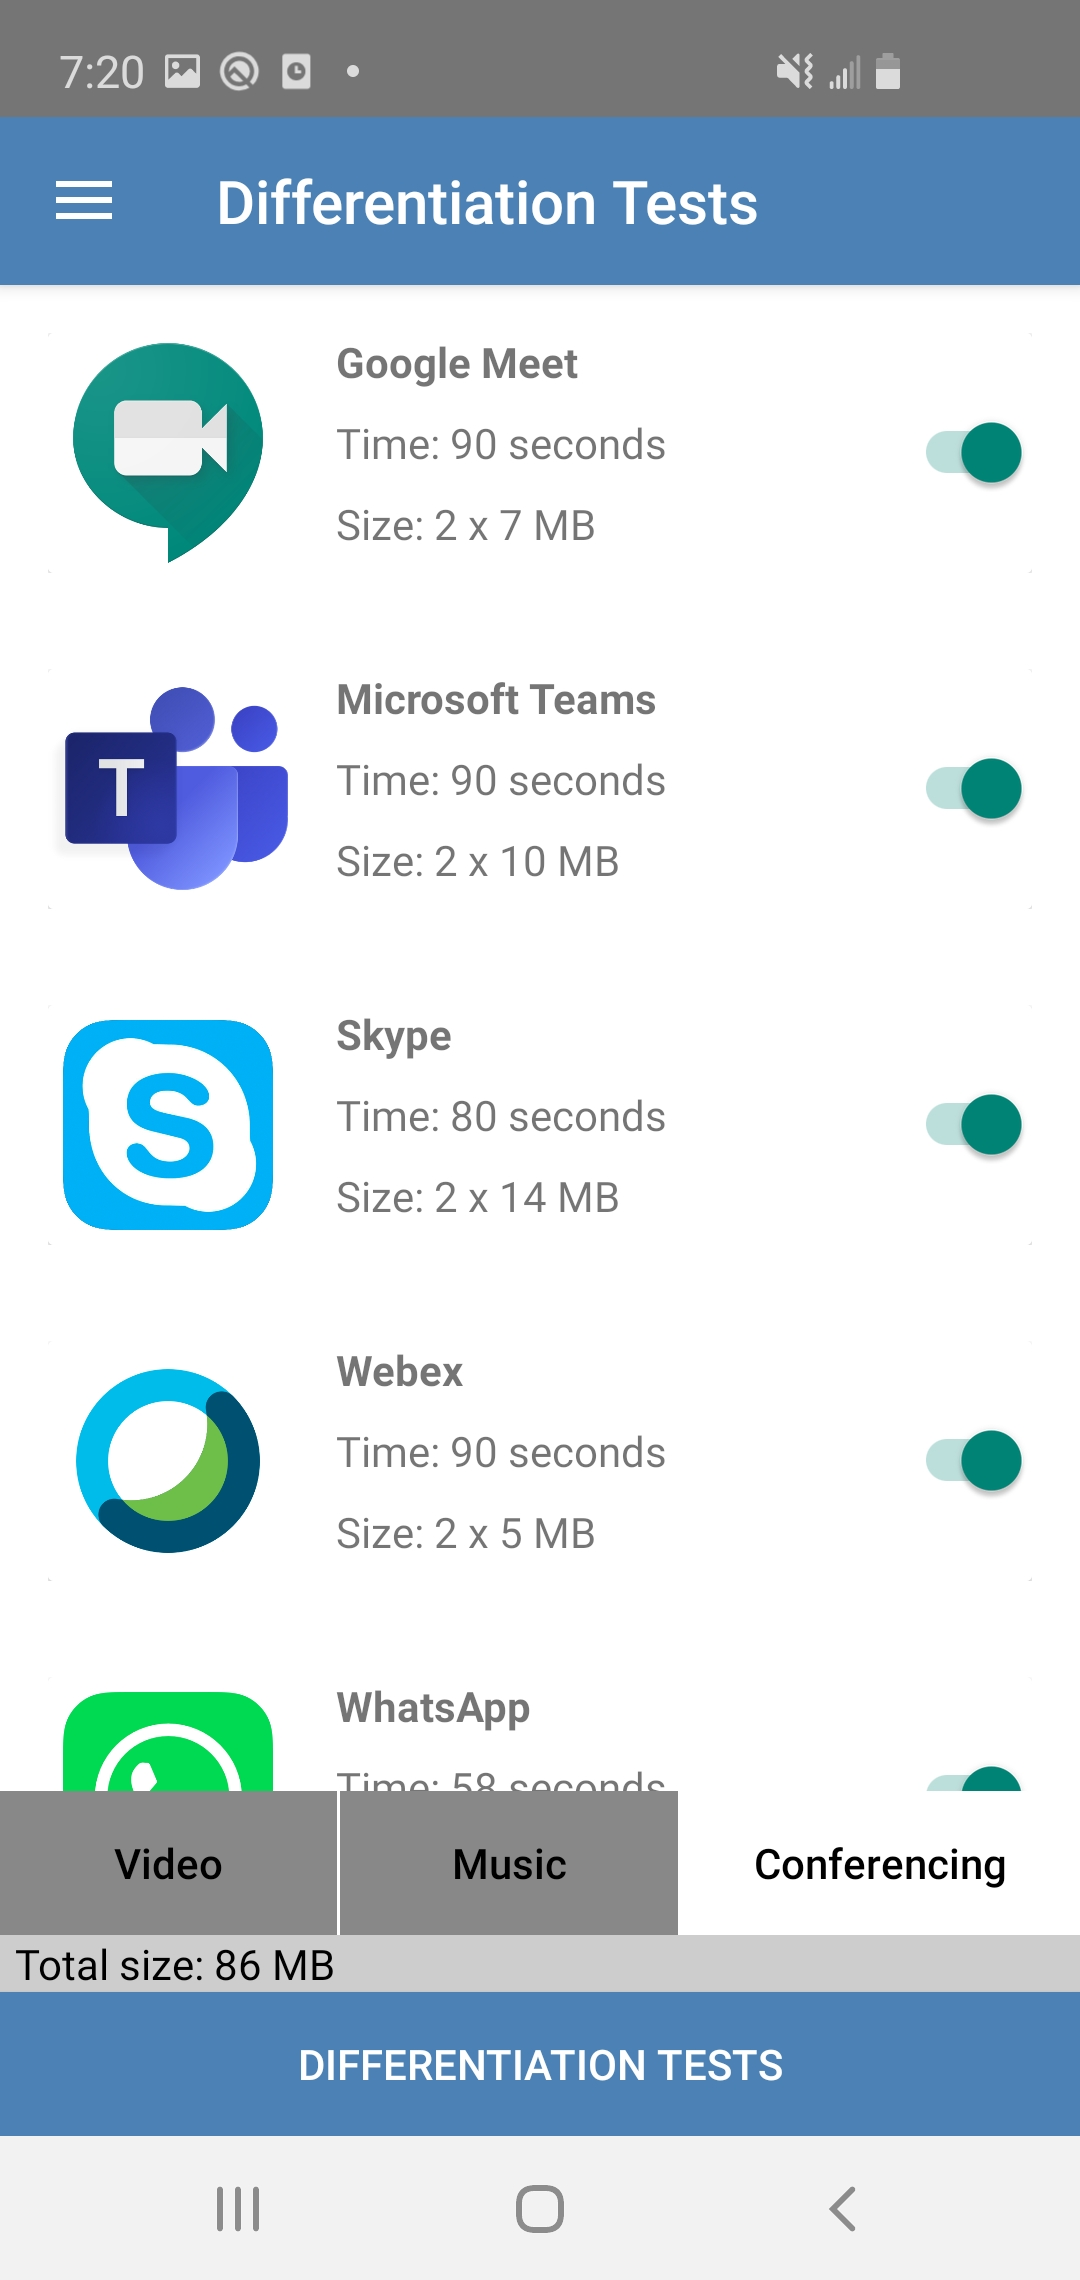 7:20
Differentiation Tests
Google Meet
Time: 90 seconds
Size: 2 x 7 MB
T
Microsoft Teams
Time: 90 seconds
Size: 2 x 10 MB
S
Skype
Time: 80 seconds
Size: 2 x 14 MB
Webex
Time: 90 seconds
Size: 2 x 5 MB
WhatsApp
Time: 58 seconds
Video
Music
Conferencing
Total size: 86 MB
DIFFERENTIATION TESTS